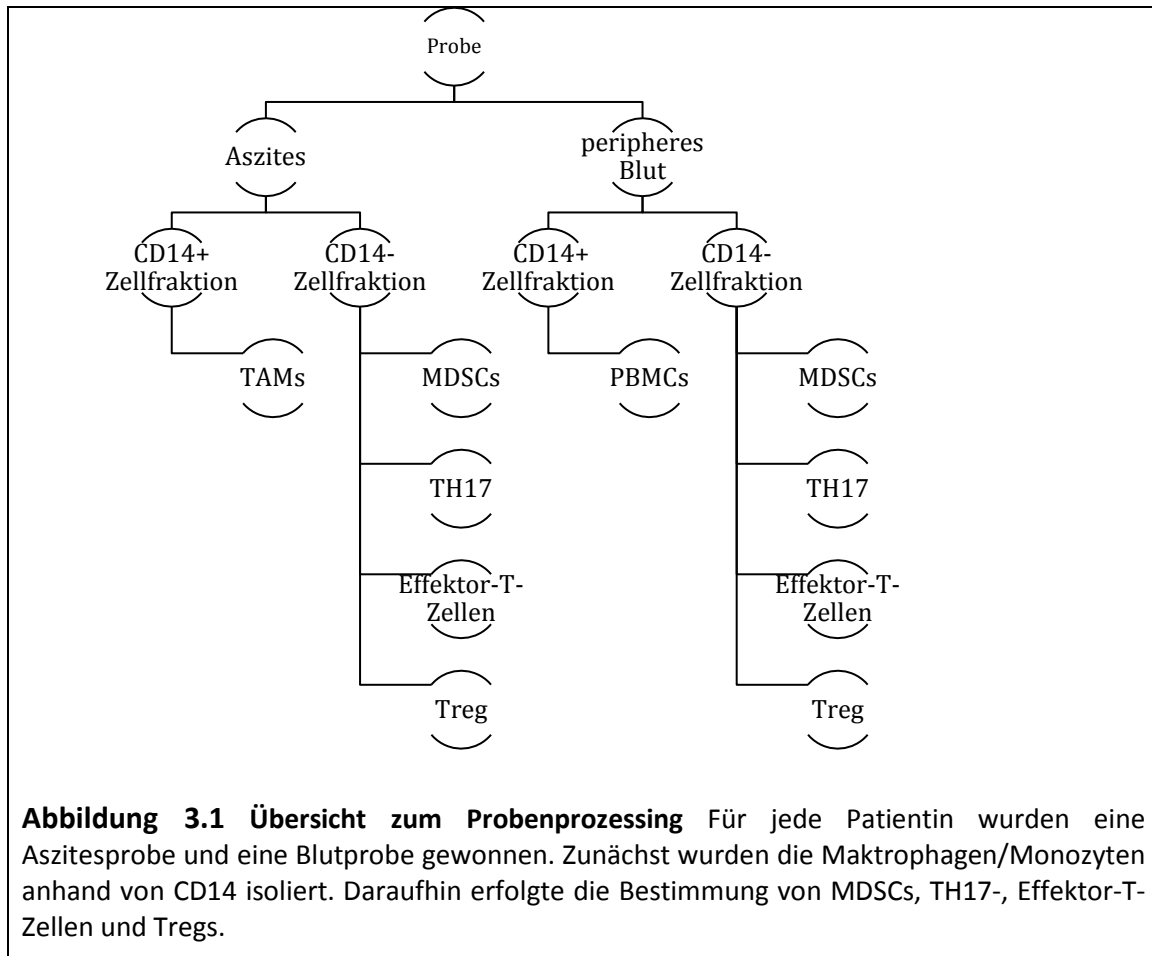 Probe
Aszites
peripheres
Blut
CD14+
Zellfraktion
CD14-
Zellfraktion
CD14+
Zellfraktion
CD14-
Zellfraktion
TAMs
MDSCs
PBMCs
MDSCs
TH17
TH17
Effektor-T-
Zellen
Effektor-T-
Zellen
Treg
Treg
Abbildung 3.1 Übersicht zum Probenprozessing Für jede Patientin wurden eine
Aszitesprobe und eine Blutprobe gewonnen. Zunächst wurden die Maktrophagen/Monozyten
anhand von CD14 isoliert. Daraufhin erfolgte die Bestimmung von MDSCs, TH17-, Effektor-T-
Zellen und Tregs.